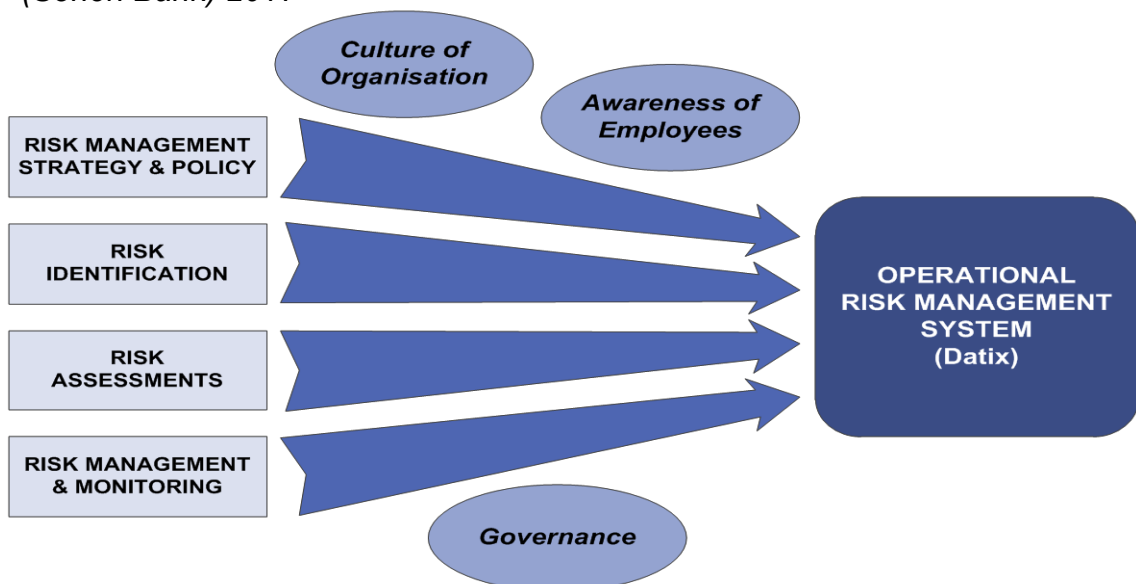 2017
Culture of
Organisation
Awareness of
Employees
RISK MANAGEMENT
STRATEGY & POLICY
RISK
IDENTIFICATION
RISK
ASSESSMENTS
RISK MANAGEMENT
& MONITORING
OPERATIONAL
RISK MANAGEMENT
SYSTEM
(Datix)
Governance